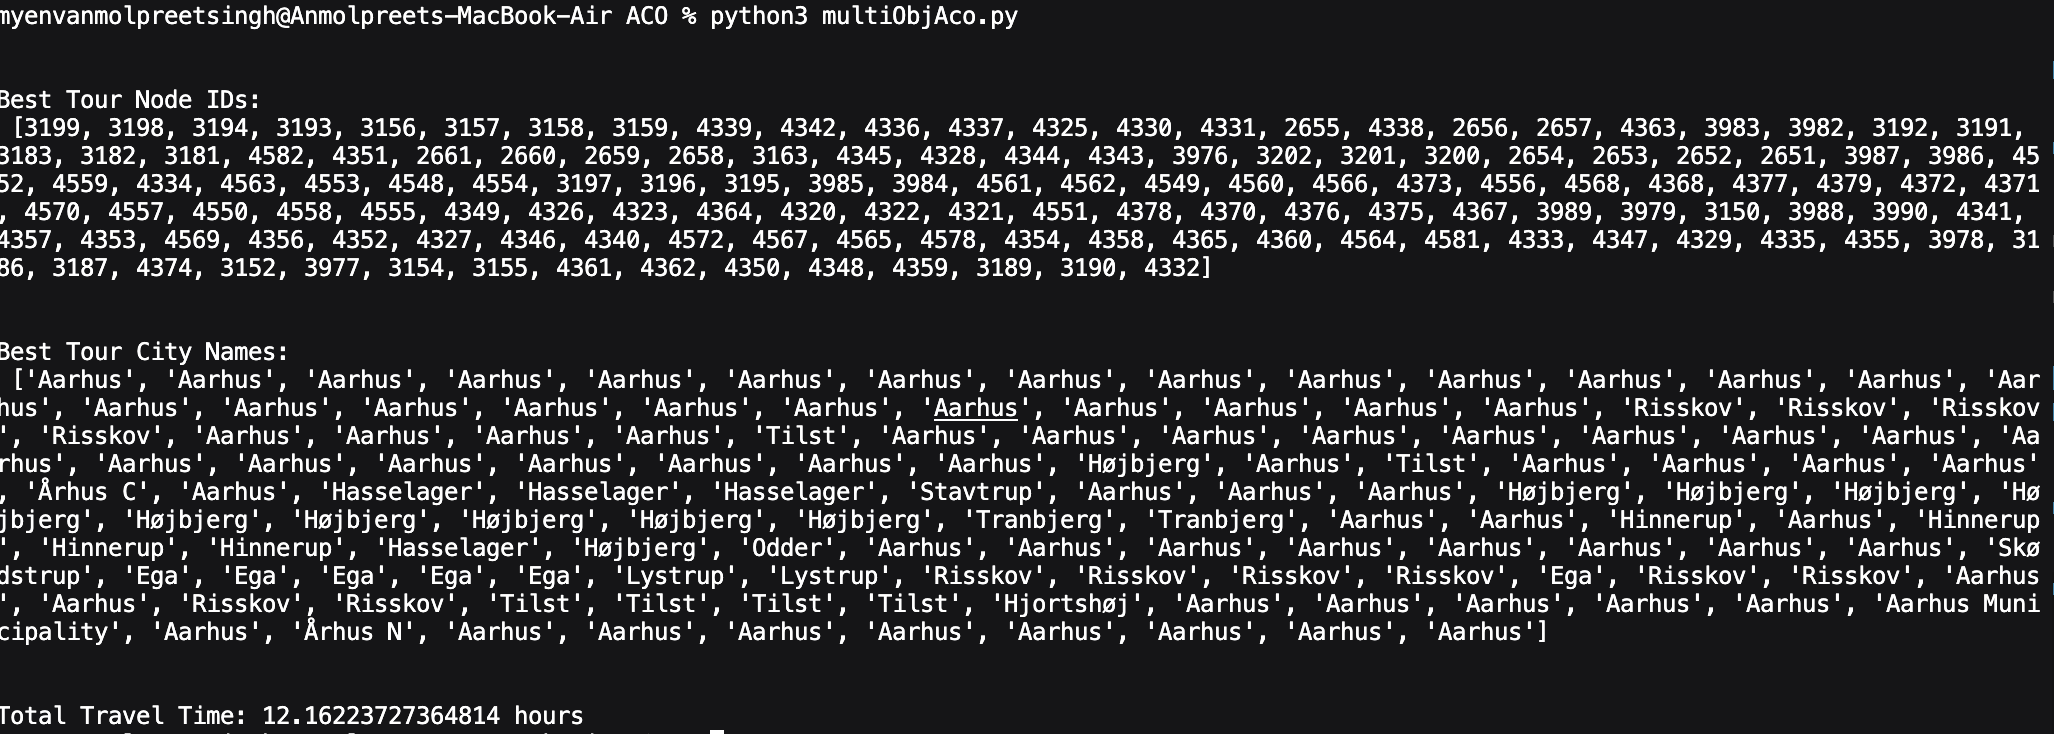 myenvanmolpreetsingh@Anmolpreets-MacBook-Air ACO % python3 multiObjAco.py
Best Tour Node IDs:
[3199, 3198, 3194, 3193, 3156, 3157, 3158, 3159, 4339, 4342, 4336, 4337, 4325, 4330, 4331, 2655, 4338, 2656, 2657, 4363, 3983, 3982, 3192, 3191,
3183, 3182, 3181, 4582, 4351, 2661, 2660, 2659, 2658, 3163, 4345, 4328, 4344, 4343, 3976, 3202, 3201, 3200, 2654, 2653, 2652, 2651, 3987, 3986, 45
52, 4559, 4334, 4563, 4553, 4548, 4554, 3197, 3196, 3195, 3985, 3984, 4561, 4562, 4549, 4560, 4566, 4373, 4556, 4568, 4368, 4377, 4379, 4372, 4371
, 4570, 4557, 4550, 4558, 4555, 4349, 4326, 4323, 4364, 4320, 4322, 4321, 4551, 4378, 4370, 4376, 4375, 4367, 3989, 3979, 3150, 3988, 3990, 4341,
4357, 4353, 4569, 4356, 4352, 4327, 4346, 4340, 4572, 4567, 4565, 4578, 4354, 4358, 4365, 4360, 4564, 4581, 4333, 4347, 4329, 4335, 4355, 3978, 31
86, 3187, 4374, 3152, 3977, 3154, 3155, 4361, 4362, 4350, 4348, 4359, 3189, 3190, 4332]
Best Tour City Names:
['Aarhus', 'Aarhus', 'Aarhus', 'Aarhus', 'Aarhus', 'Aarhus', 'Aarhus', 'Aarhus', 'Aarhus', 'Aarhus', 'Aarhus', 'Aarhus', 'Aarhus', 'Aarhus', 'Aar
hus', 'Aarhus', 'Aarhus', 'Aarhus', 'Aarhus', 'Aarhus', 'Aarhus', 'Aarhus', 'Aarhus', 'Aarhus', 'Aarhus', 'Aarhus', 'Risskov', 'Risskov', 'Risskov
', 'Risskov', 'Aarhus', 'Aarhus', 'Aarhus', 'Aarhus', 'Tilst', 'Aarhus', 'Aarhus', 'Aarhus', 'Aarhus', 'Aarhus', 'Aarhus', 'Aarhus', 'Aarhus', 'Aa
rhus', 'Aarhus', 'Aarhus', 'Aarhus', 'Aarhus', 'Aarhus', 'Aarhus', 'Aarhus', 'Højbjerg', 'Aarhus', 'Tilst', 'Aarhus', 'Aarhus', 'Aarhus', 'Aarhus'
, 'Århus C', 'Aarhus', 'Hasselager', 'Hasselager', 'Hasselager', 'Stavtrup', 'Aarhus', 'Aarhus', 'Aarhus', 'Højbjerg', 'Højbjerg', 'Højbjerg', 'Hø
jbjerg', 'Højbjerg', 'Højbjerg', 'Højbjerg', 'Højbjerg', 'Højbjerg', 'Tranbjerg', 'Tranbjerg', 'Aarhus', 'Aarhus', 'Hinnerup', 'Aarhus', 'Hinnerup
', 'Hinnerup', 'Hinnerup', 'Hasselager', 'Højbjerg', 'Odder', 'Aarhus', 'Aarhus', 'Aarhus', 'Aarhus', 'Aarhus', 'Aarhus', 'Aarhus', 'Aarhus', 'Skø
dstrup', 'Ega', 'Ega', 'Ega', 'Ega', 'Ega', 'Lystrup', 'Lystrup', 'Risskov', 'Risskov', 'Risskov', 'Risskov', 'Ega', 'Risskov', 'Risskov', 'Aarhus
', 'Aarhus', 'Risskov', 'Risskov', 'Tilst', 'Tilst', 'Tilst', 'Tilst', 'Hjortshøj', 'Aarhus', 'Aarhus', 'Aarhus', 'Aarhus', 'Aarhus', 'Aarhus Muni
cipality', 'Aarhus', 'Århus N', 'Aarhus', 'Aarhus', 'Aarhus', 'Aarhus', 'Aarhus', 'Aarhus', 'Aarhus', 'Aarhus']
Total Travel Time: 12.16223727364814 hours